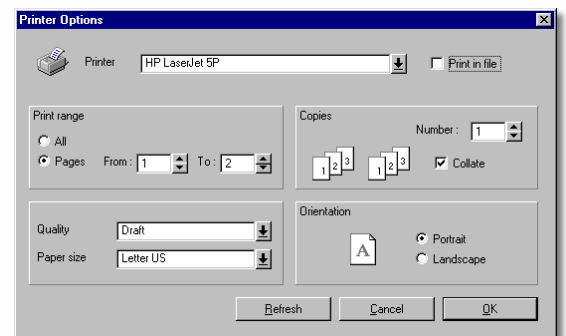 Printer Options
Printer HP LaserJet 5P Print in file
Print range
All
Pages From : 1 To : 2
Copies
Number : 1
1 2 3 1 2 3 Collate
Quality Draft
Paper size Letter US
Orientation
A Portrait
Landscape
Refresh Cancel OK